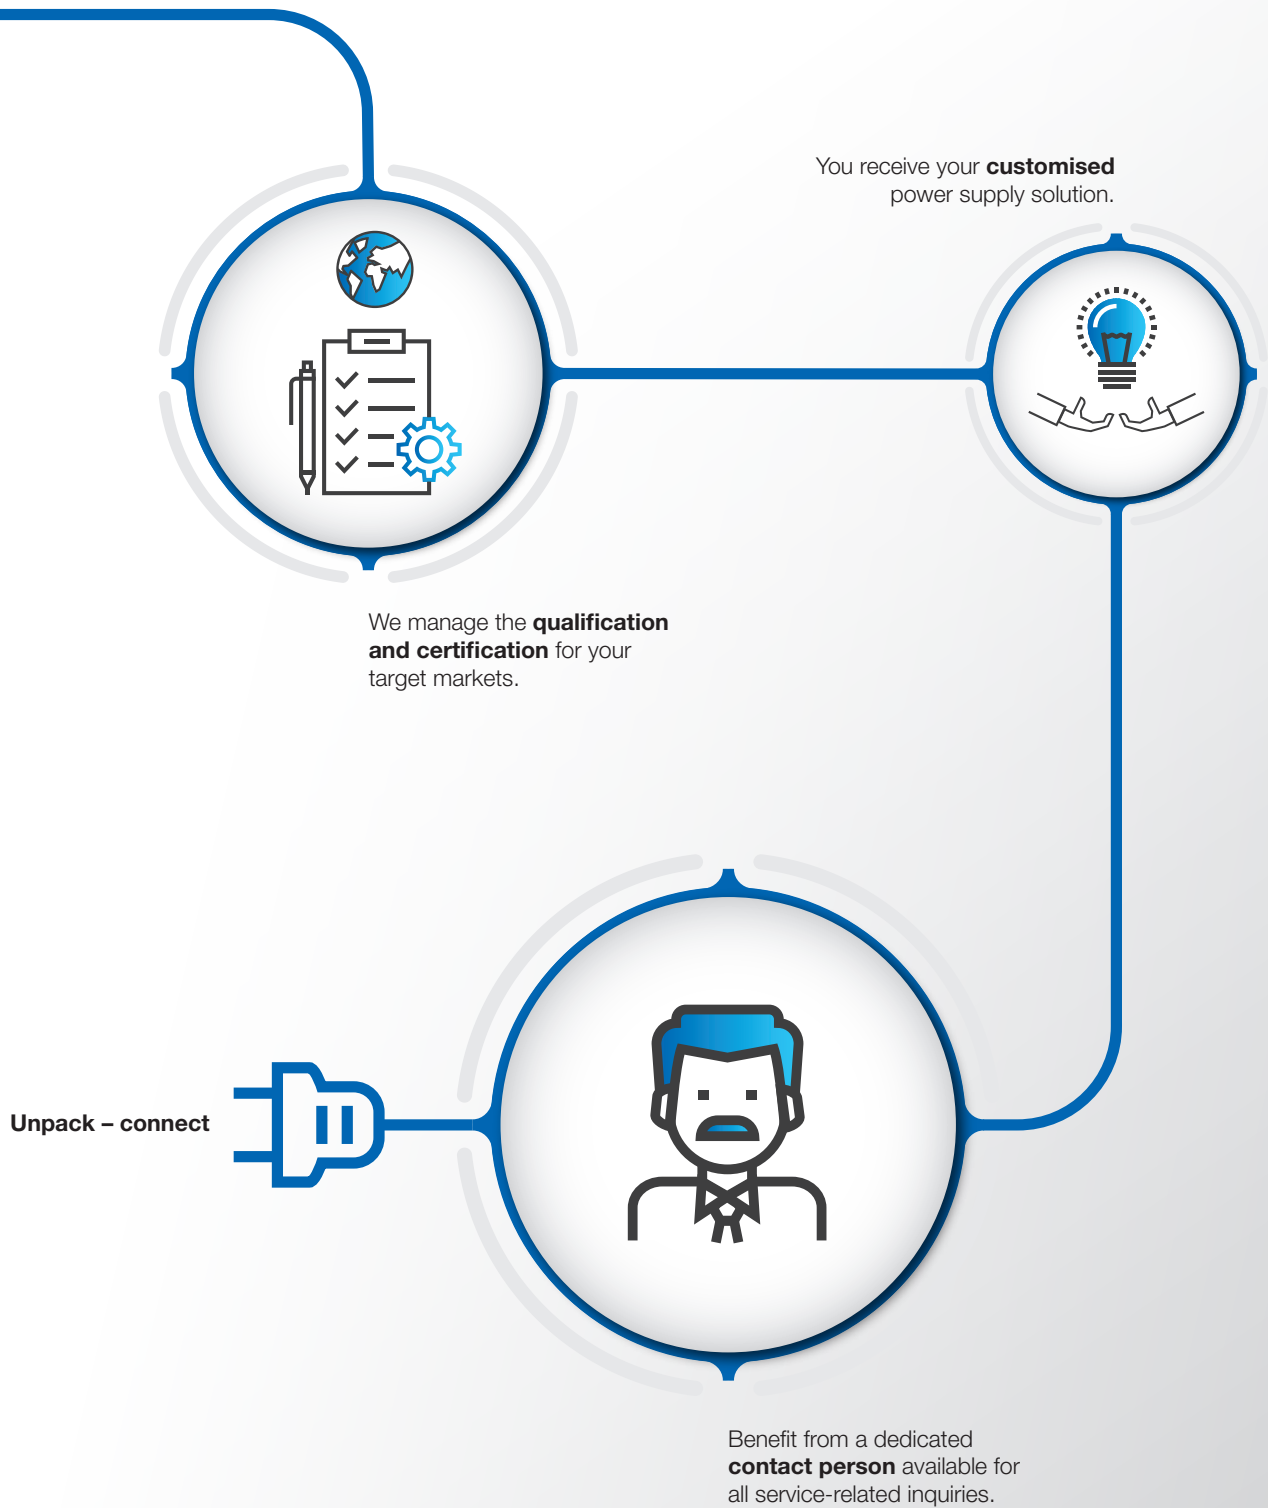 You receive your customised
power supply solution.
We manage the qualification
and certification for your
target markets.
Unpack – connect
Benefit from a dedicated
contact person available for
all service-related inquiries.